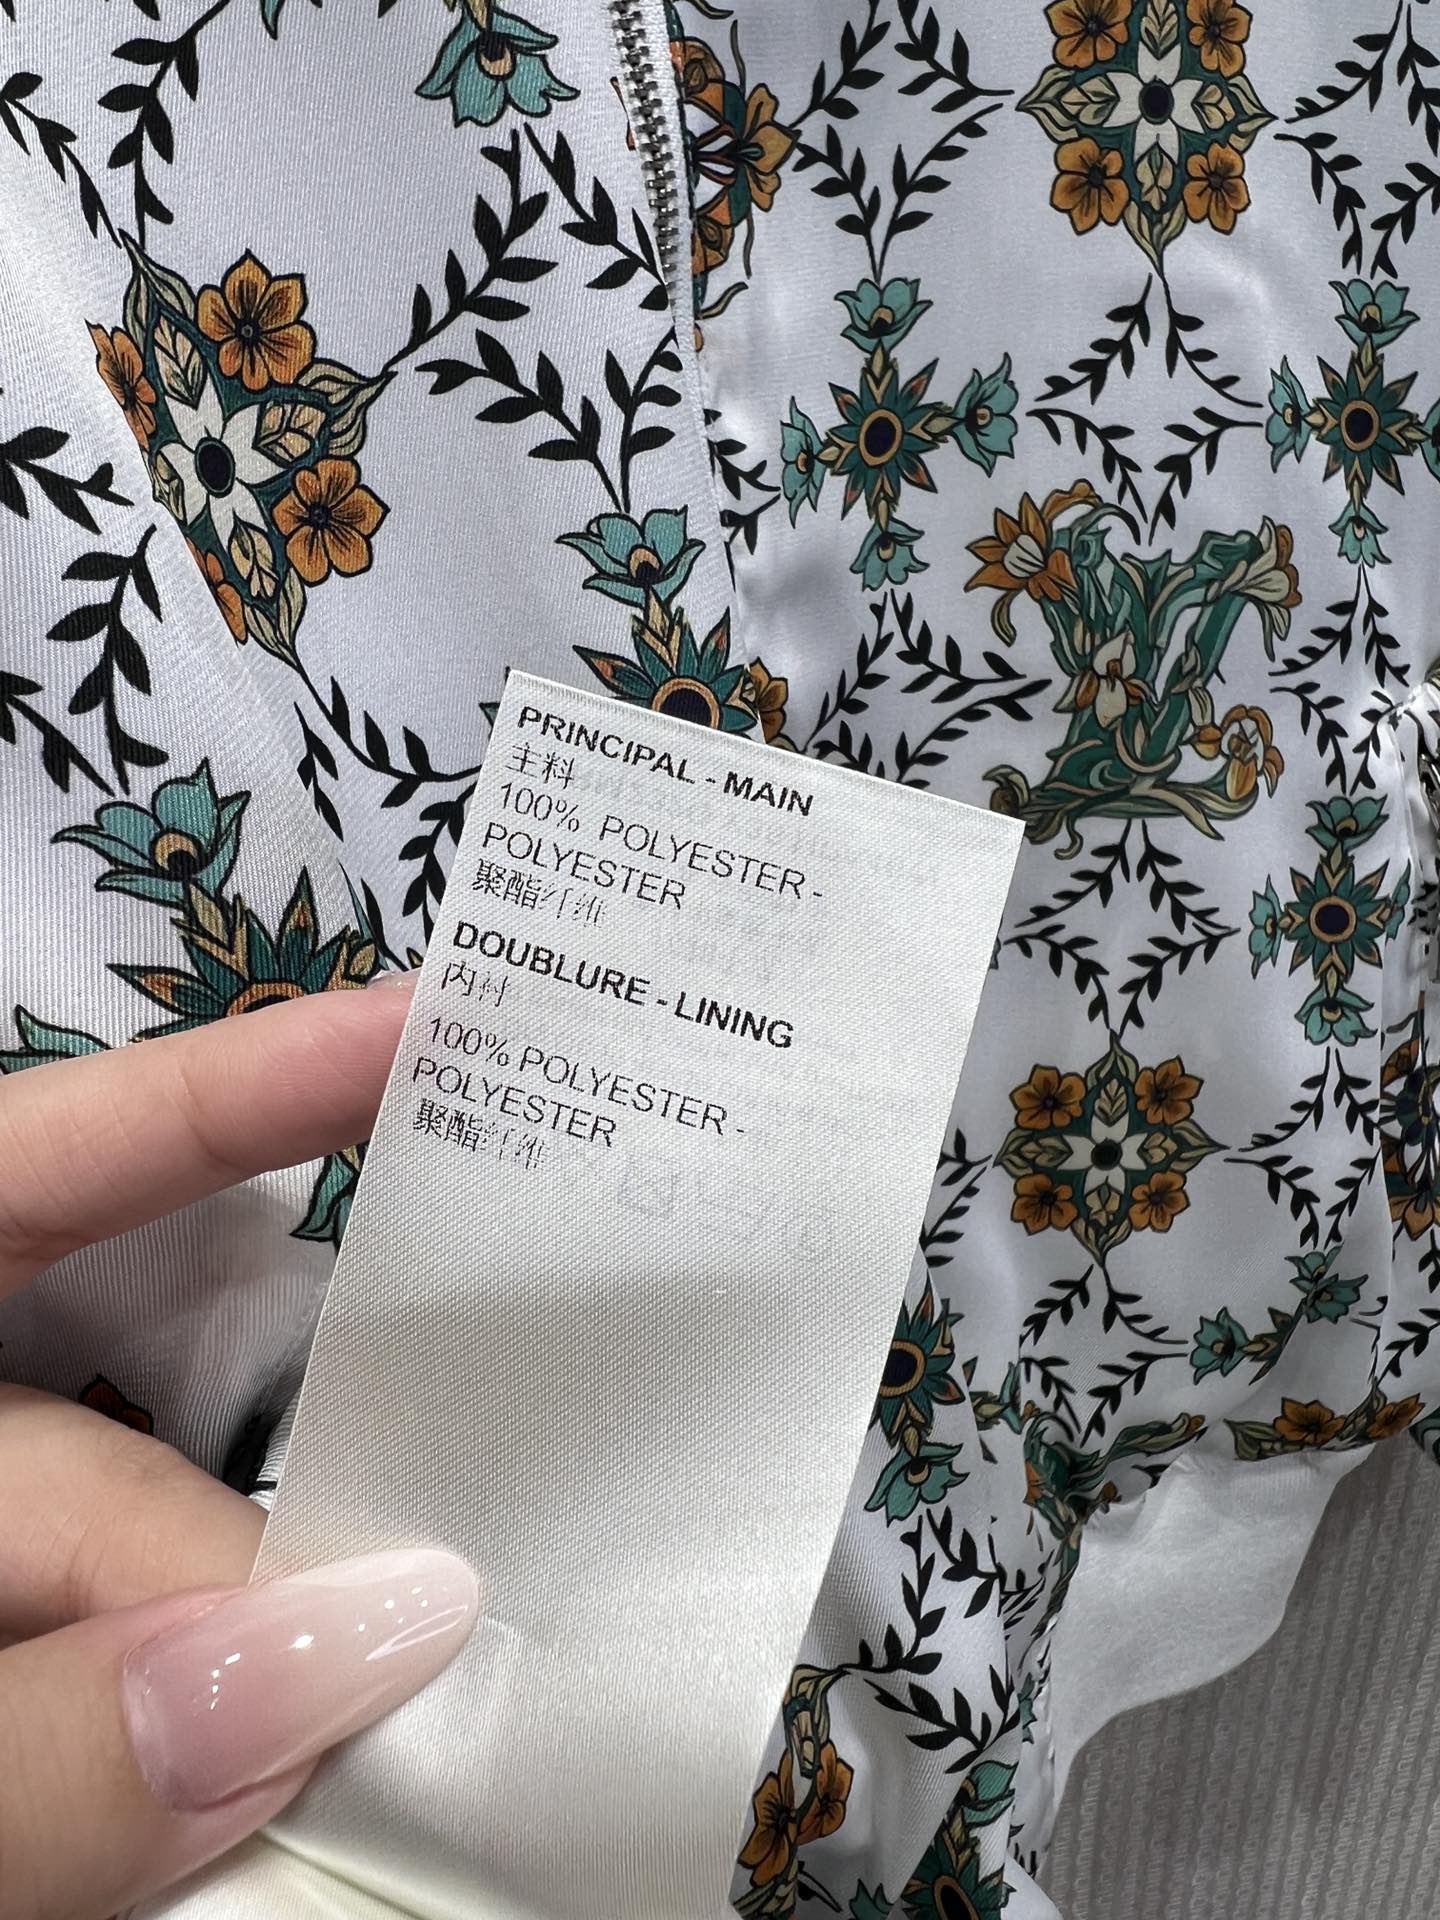 PRINCIPAL - MAIN
主料
100% POLYESTER -
POLYESTER
聚酯纤维
DOUBLURE - LINING
内衬
100% POLYESTER -
POLYESTER
聚酯纤维